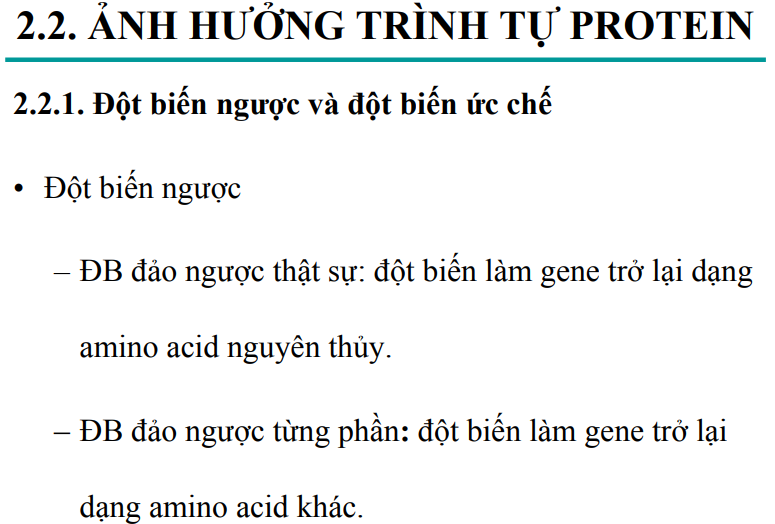 2.2. ẢNH HƯỞNG TRÌNH TỰ PROTEIN
2.2.1. Đột biến ngược và đột biến ức chế
• Đột biến ngược
– ĐB đảo ngược thật sự: đột biến làm gene trở lại dạng
amino acid nguyên thủy.
– ĐB đảo ngược từng phần: đột biến làm gene trở lại
dạng amino acid khác.